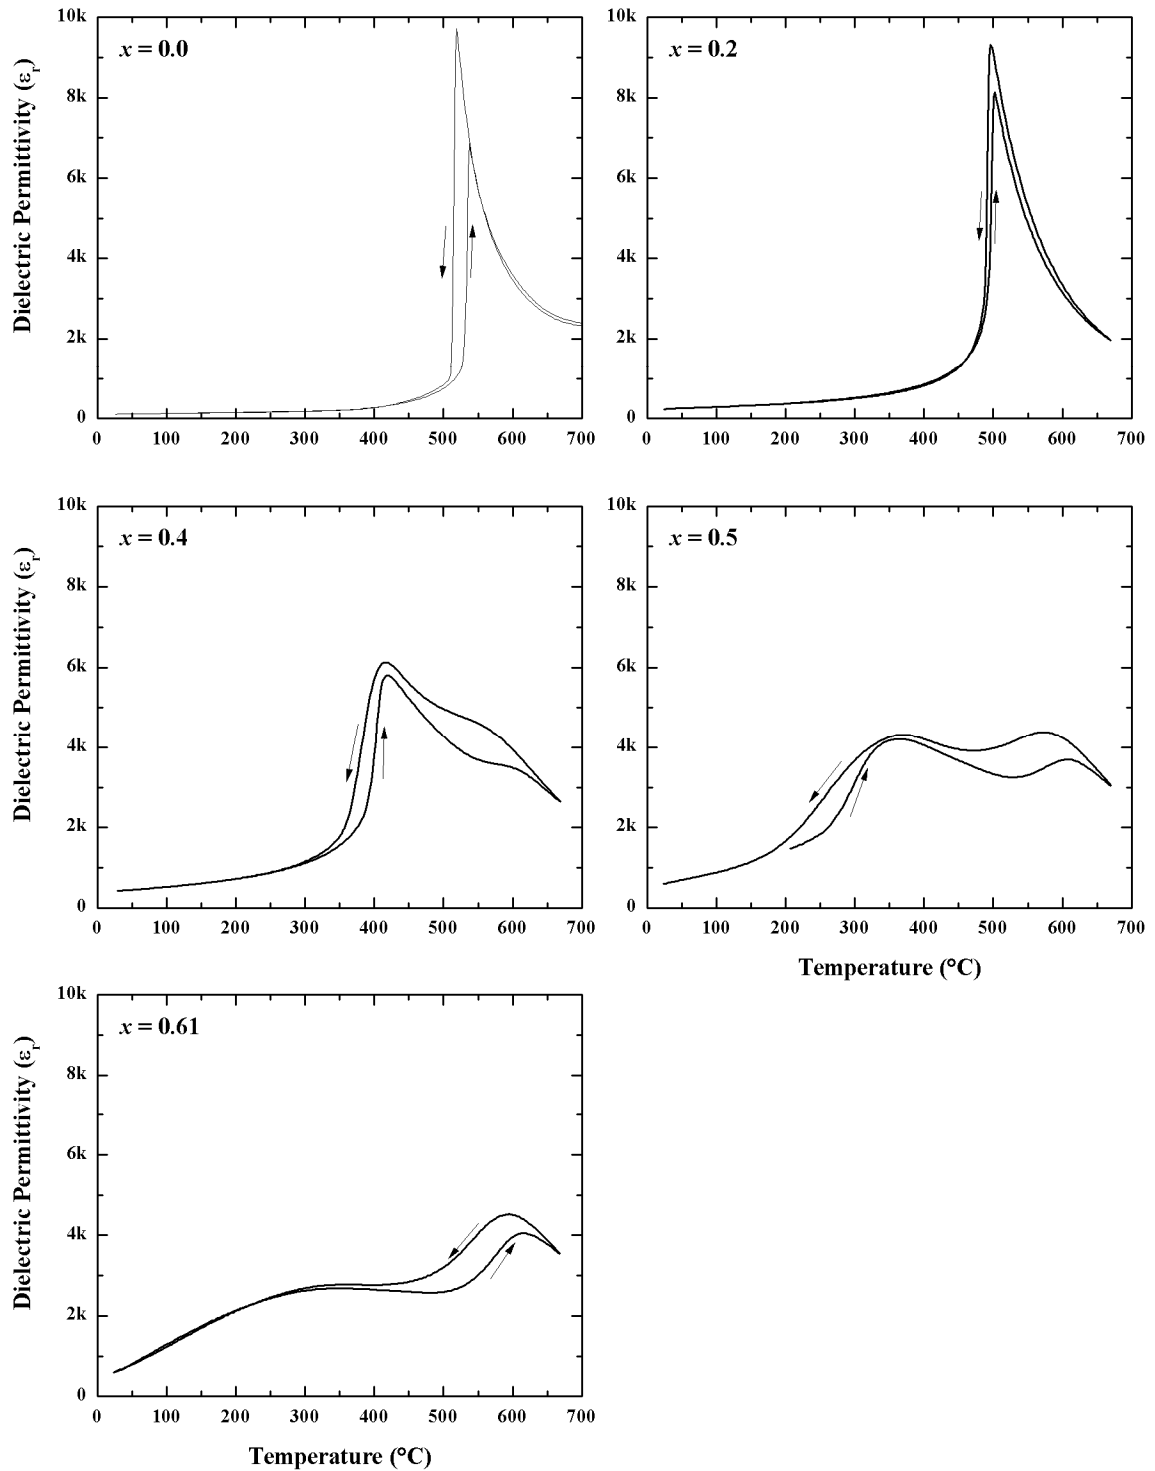 x = 0.0
Dielectric Permittivity (εr)
10k
8k
6k
4k
2k
0
0 100 200 300 400 500 600 700
x = 0.2
Dielectric Permittivity (εr)
10k
8k
6k
4k
2k
0
0 100 200 300 400 500 600 700
x = 0.4
Dielectric Permittivity (εr)
10k
8k
6k
4k
2k
0
0 100 200 300 400 500 600 700
x = 0.5
10k
8k
6k
4k
2k
0
0 100 200 300 400 500 600 700
Temperature (°C)
x = 0.61
Dielectric Permittivity (εr)
10k
8k
6k
4k
2k
0
0 100 200 300 400 500 600 700
Temperature (°C)